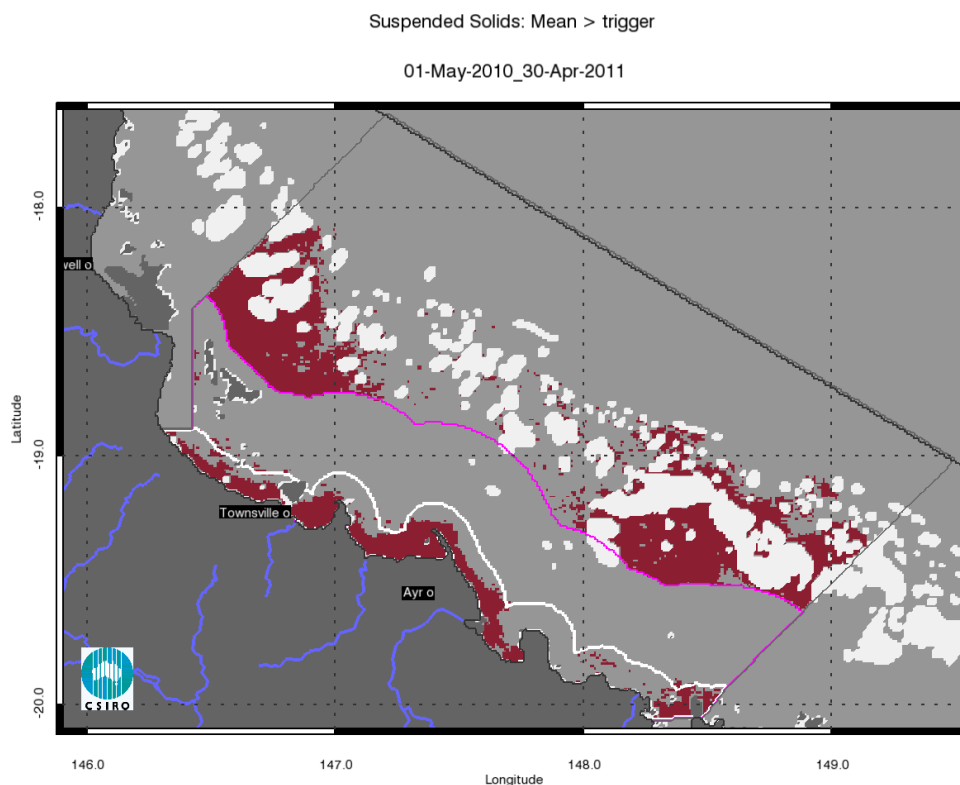 Suspended Solids: Mean > trigger
01-May-2010_30-Apr-2011
-18.0
well o
Latitude
-19.0
Townsville o
Ayr o
CSIRO
-20.0
146.0 147.0 148.0 149.0
Longitude